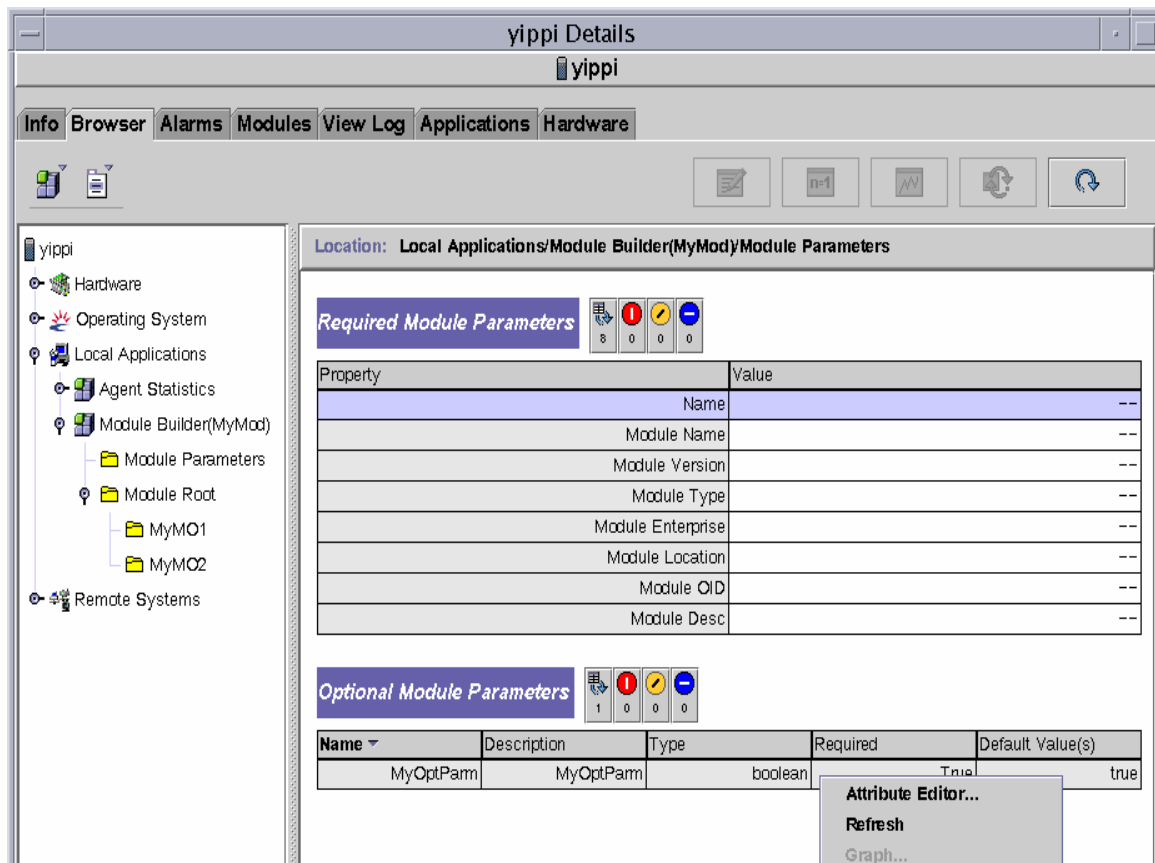 yippi Details
yippi
Info Browser Alarms Modules View Log Applications Hardware
n=1
yippi
Hardware
Operating System
Local Applications
Agent Statistics
Module Builder(MyMod)
Module Parameters
Module Root
MyMO1
MyMO2
Remote Systems
Location: Local Applications/Module Builder(MyMod)/Module Parameters
Required Module Parameters
8 0 0 0
Property Value
Name --
Module Name --
Module Version --
Module Type --
Module Enterprise --
Module Location --
Module OID --
Module Desc --
Optional Module Parameters
1 0 0 0
Name Description Type Required Default Value(s)
MyOptParm MyOptParm boolean True true
Attribute Editor...
Refresh
Graph...